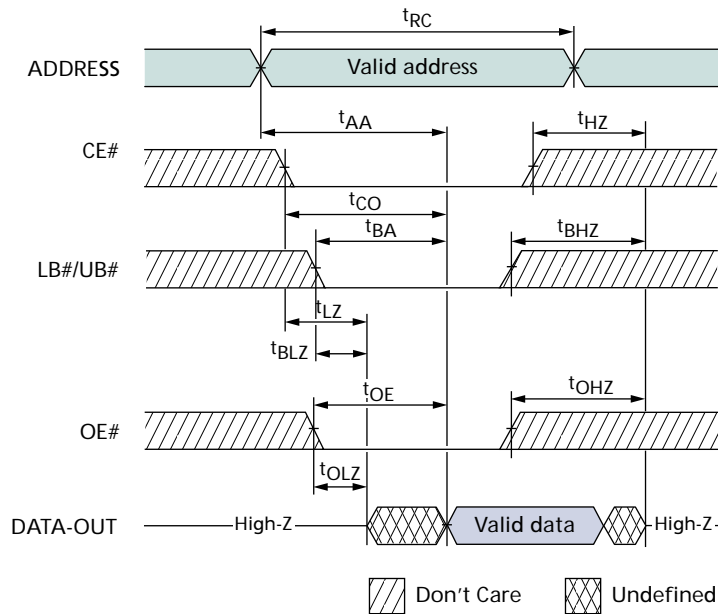 tRC
ADDRESS
Valid address
tAA
tHZ
CE#
tCO
tBA
tBHZ
LB#/UB#
tLZ
tBLZ
tOE
tOHZ
OE#
tOLZ
DATA-OUT
High-Z
Valid data
High-Z
Don't Care
Undefined